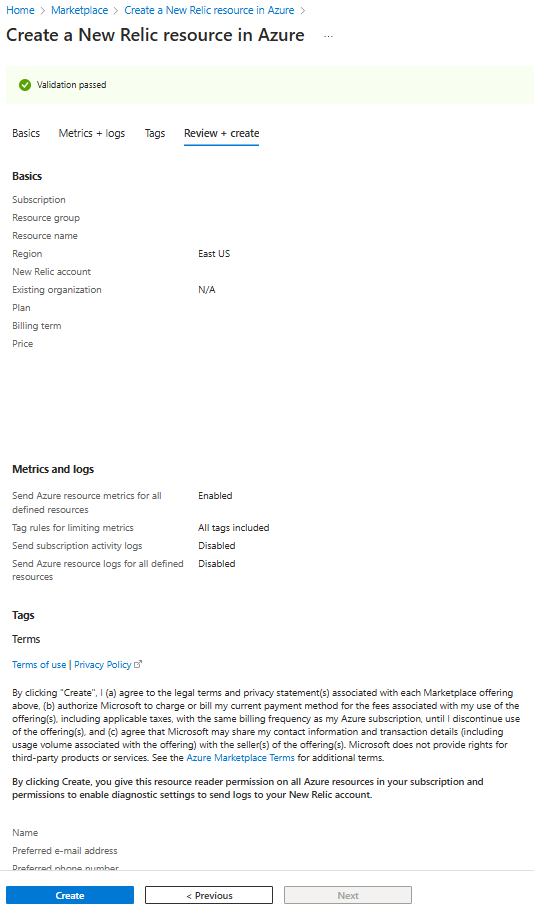 Home > Marketplace > Create a New Relic resource in Azure >
Create a New Relic resource in Azure ...
Validation passed
Basics Metrics + logs Tags Review + create
Basics
Subscription
Resource group
Resource name
Region East US
New Relic account
Existing organization N/A
Plan
Billing term
Price
Metrics and logs
Send Azure resource metrics for all Enabled
defined resources
Tag rules for limiting metrics All tags included
Send subscription activity logs Disabled
Send Azure resource logs for all defined Disabled
resources
Tags
Terms
Terms of use | Privacy Policy
By clicking "Create", I (a) agree to the legal terms and privacy statement(s) associated with each Marketplace offering
above, (b) authorize Microsoft to charge or bill my current payment method for the fees associated with my use of the
offering(s), including applicable taxes, with the same billing frequency as my Azure subscription, until I discontinue use
of the offering(s), and (c) agree that Microsoft may share my contact information and transaction details (including
usage volume associated with the offering) with the seller(s) of the offering(s). Microsoft does not provide rights for
third-party products or services. See the Azure Marketplace Terms for additional terms.
By clicking Create, you give this resource reader permission on all Azure resources in your subscription and
permissions to enable diagnostic settings to send logs to your New Relic account.
Name
Preferred e-mail address
Preferred phone number
Create < Previous Next